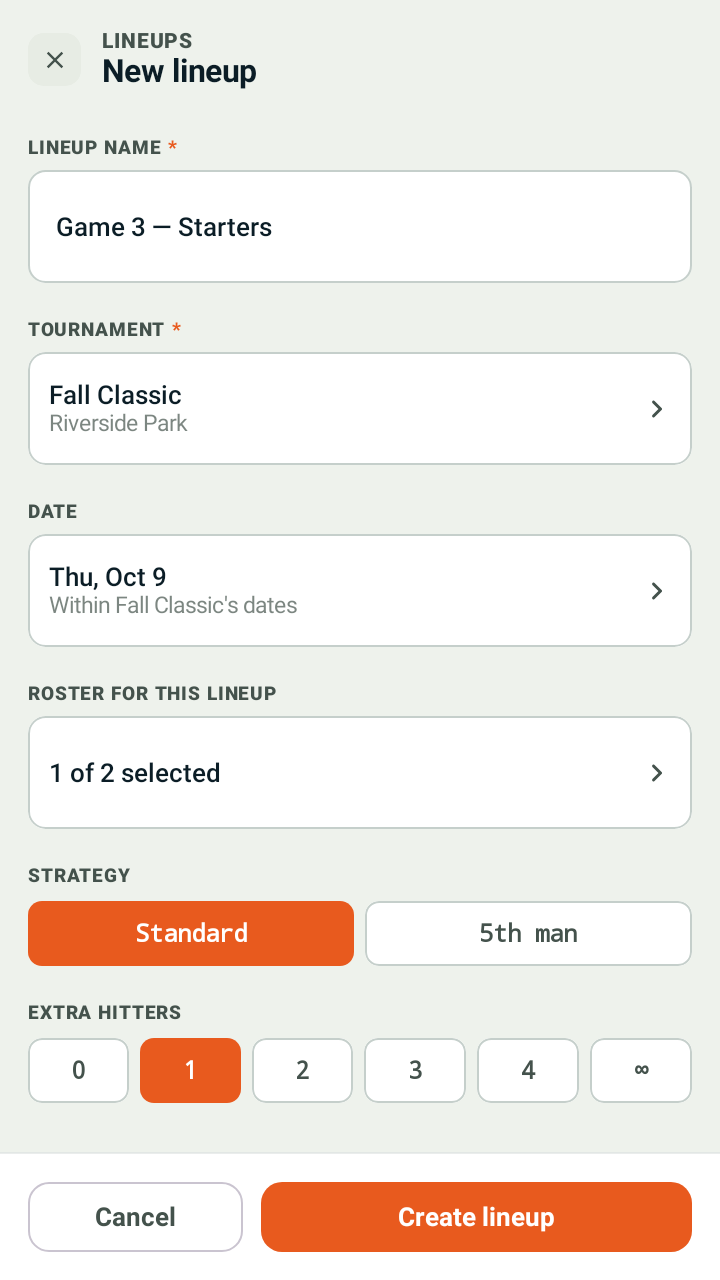 LINEUPS
New lineup
LINEUP NAME *
Game 3 — Starters
TOURNAMENT *
Fall Classic
Riverside Park
DATE
Thu, Oct 9
Within Fall Classic's dates
ROSTER FOR THIS LINEUP
1 of 2 selected
STRATEGY
Standard 5th man
EXTRA HITTERS
0 1 2 3 4 ∞
Cancel Create lineup